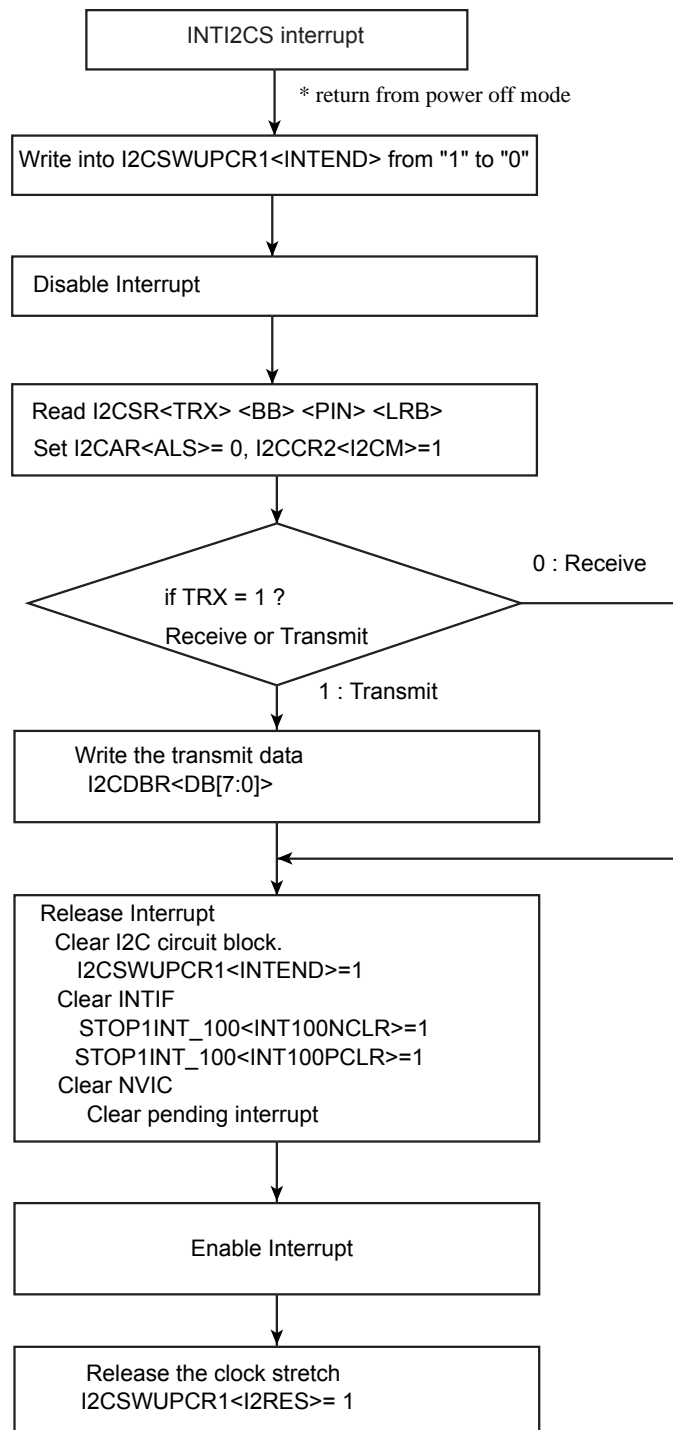 INTI2CS interrupt
* return from power off mode
Write into I2CSWUPCR1<INTEND> from "1" to "0"
Disable Interrupt
Read I2CSR<TRX> <BB> <PIN> <LRB>
Set I2CAR<ALS>= 0, I2CCR2<I2CM>=1
0 : Receive
if TRX = 1 ?
Receive or Transmit
1 : Transmit
Write the transmit data
I2CDBR<DB[7:0]>
Release Interrupt
Clear I2C circuit block.
I2CSWUPCR1<INTEND>=1
Clear INTIF
STOP1INT_100<INT100NCLR>=1
STOP1INT_100<INT100PCLR>=1
Clear NVIC
Clear pending interrupt
Enable Interrupt
Release the clock stretch
I2CSWUPCR1<I2RES>= 1